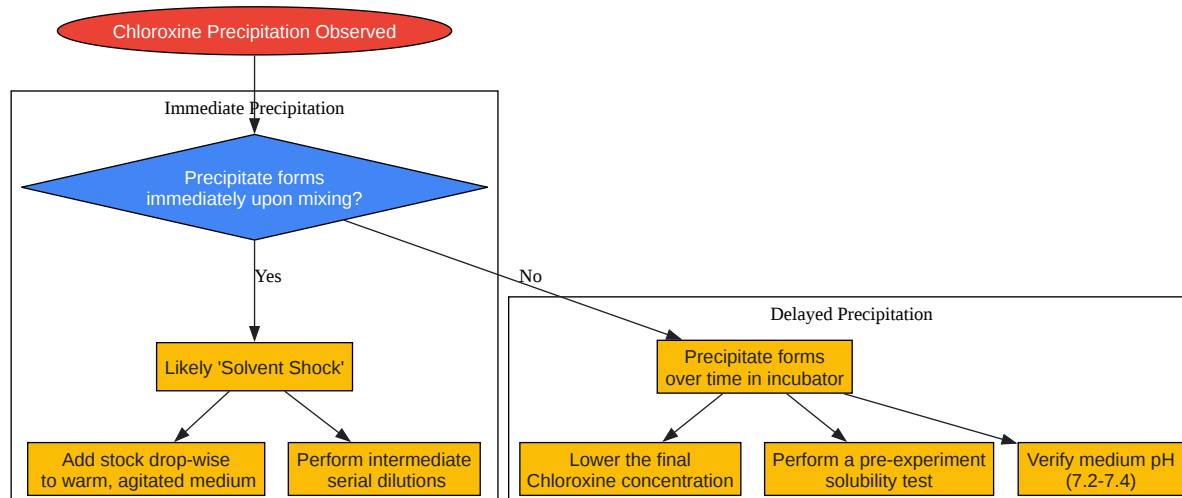 Chloroxine Precipitation Observed
Immediate Precipitation
Precipitate forms
immediately upon mixing?
Yes
No
Likely 'Solvent Shock'
Add stock drop-wise
to warm, agitated medium
Perform intermediate
serial dilutions
Delayed Precipitation
Precipitate forms
over time in incubator
Lower the final
Chloroxine concentration
Perform a pre-experiment
solubility test
Verify medium pH
(7.2-7.4)